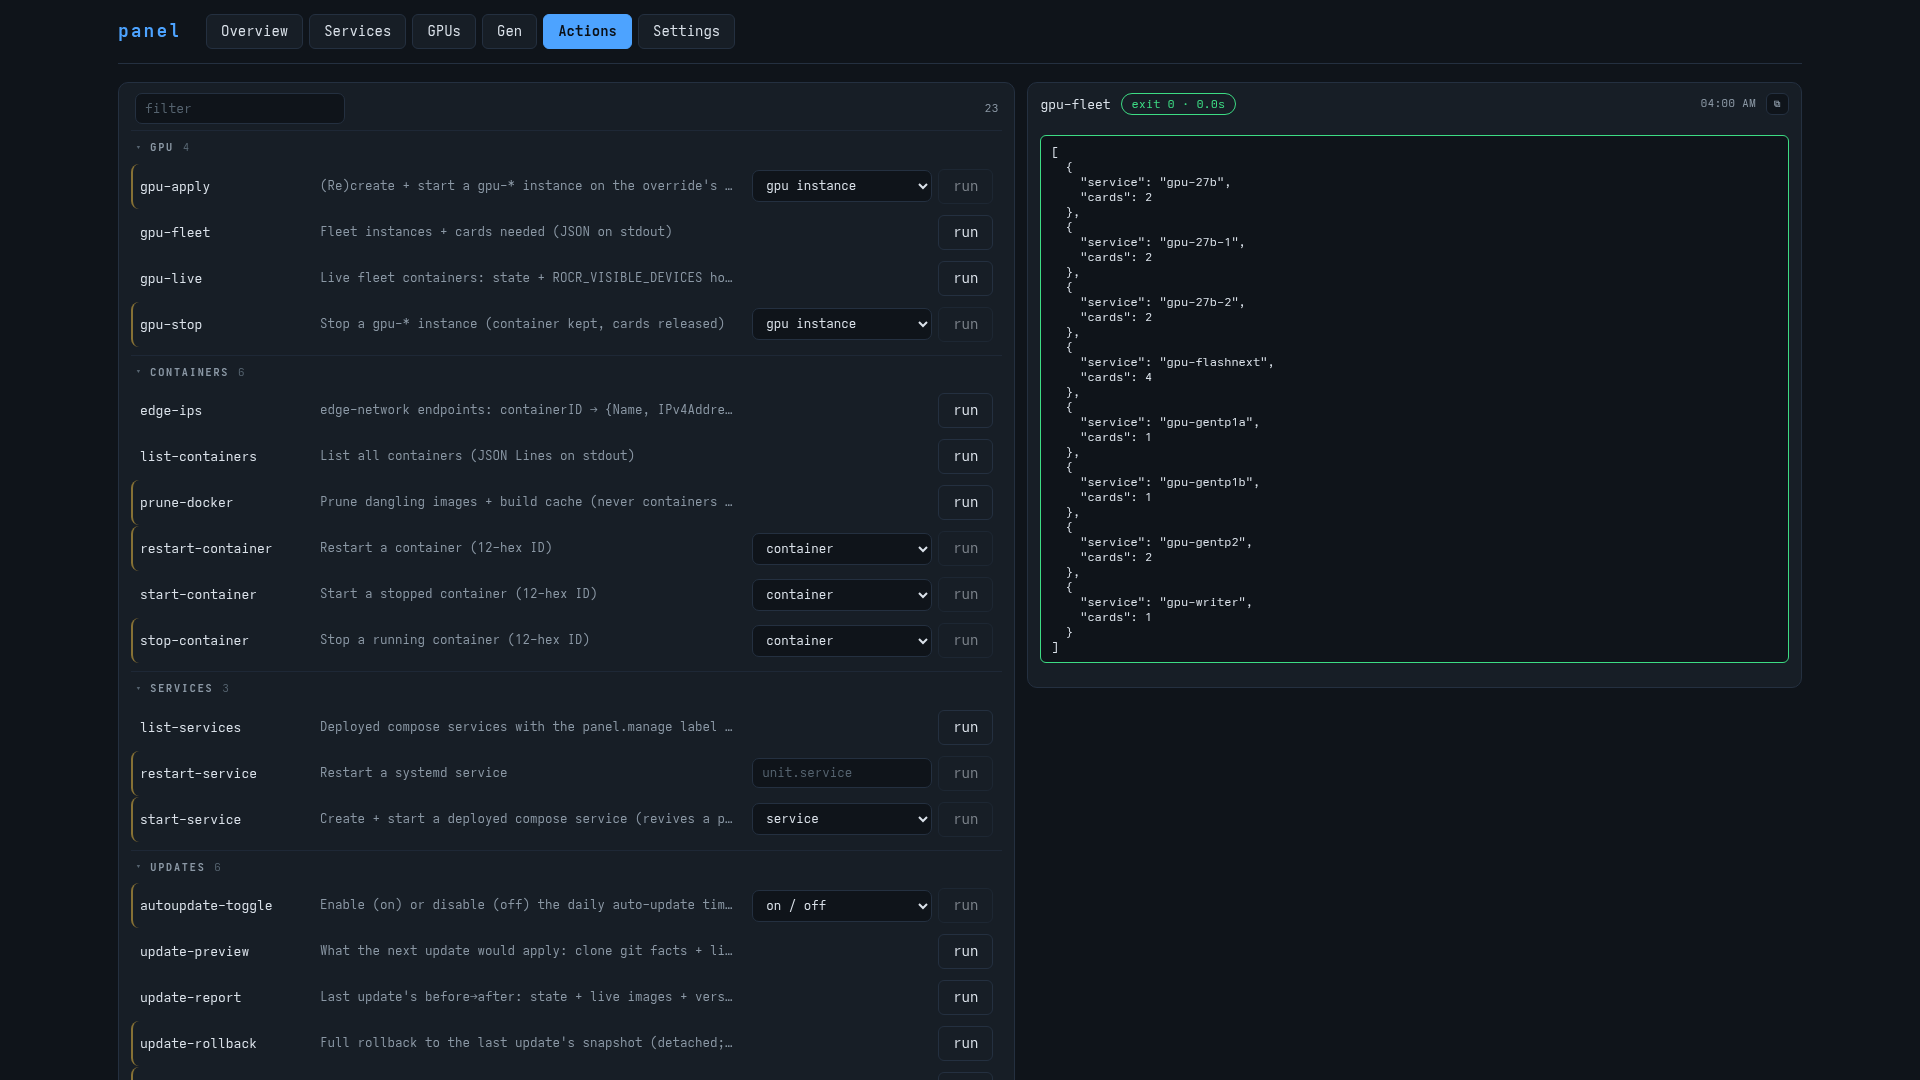 panel
Overview
Services
GPUs
Gen
Actions
Settings
filter
23
GPU 4
gpu-apply
(Re)create + start a gpu-* instance on the override's …
gpu instance
run
gpu-fleet
Fleet instances + cards needed (JSON on stdout)
run
gpu-live
Live fleet containers: state + ROCR_VISIBLE_DEVICES ho…
run
gpu-stop
Stop a gpu-* instance (container kept, cards released)
gpu instance
run
CONTAINERS 6
edge-ips
edge-network endpoints: containerID → {Name, IPv4Addre…
run
list-containers
List all containers (JSON Lines on stdout)
run
prune-docker
Prune dangling images + build cache (never containers …
run
restart-container
Restart a container (12-hex ID)
container
run
start-container
Start a stopped container (12-hex ID)
container
run
stop-container
Stop a running container (12-hex ID)
container
run
SERVICES 3
list-services
Deployed compose services with the panel.manage label …
run
restart-service
Restart a systemd service
unit.service
run
start-service
Create + start a deployed compose service (revives a p…
service
run
UPDATES 6
autoupdate-toggle
Enable (on) or disable (off) the daily auto-update tim…
on / off
run
update-preview
What the next update would apply: clone git facts + li…
run
update-report
Last update's before→after: state + live images + vers…
run
update-rollback
Full rollback to the last update's snapshot (detached;…
run
gpu-fleet
exit 0 · 0.0s
04:00 AM
[
  {
    "service": "gpu-27b",
    "cards": 2
  },
  {
    "service": "gpu-27b-1",
    "cards": 2
  },
  {
    "service": "gpu-27b-2",
    "cards": 2
  },
  {
    "service": "gpu-flashnext",
    "cards": 4
  },
  {
    "service": "gpu-gentp1a",
    "cards": 1
  },
  {
    "service": "gpu-gentp1b",
    "cards": 1
  },
  {
    "service": "gpu-gentp2",
    "cards": 2
  },
  {
    "service": "gpu-writer",
    "cards": 1
  }
]